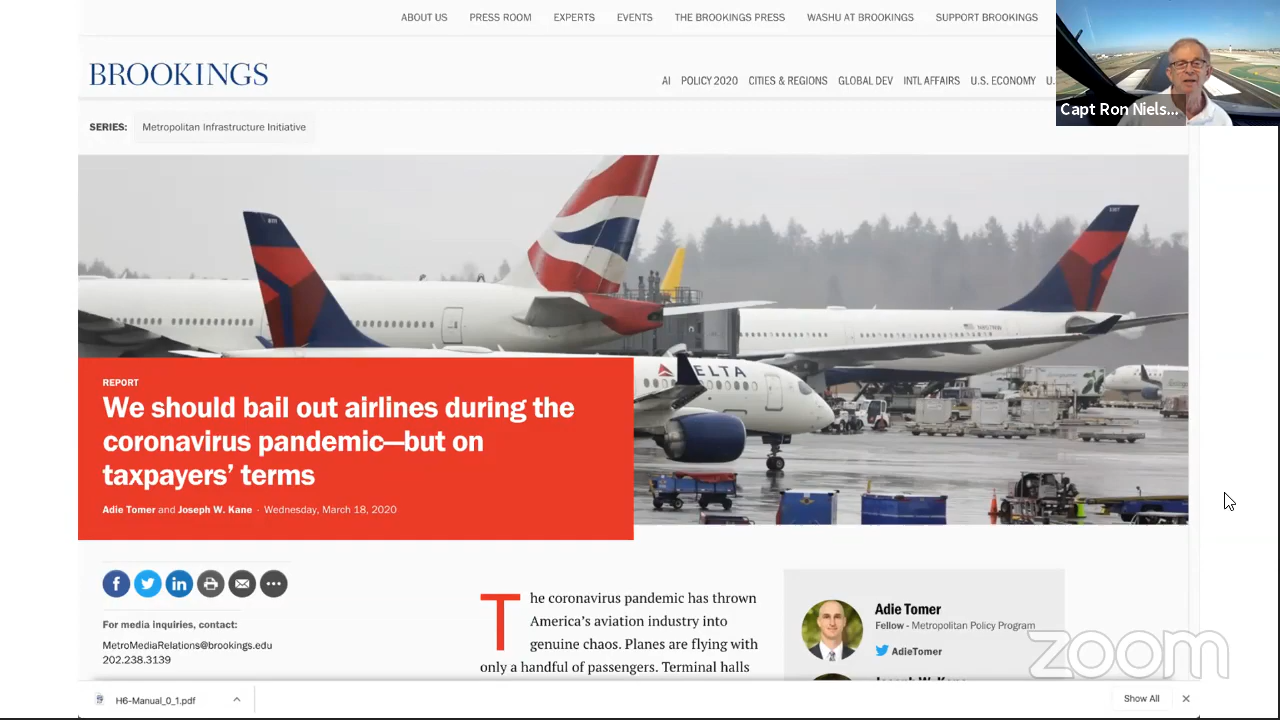 ABOUT US PRESS ROOM EXPERTS EVENTS THE BROOKINGS PRESS WASHU AT BROOKINGS SUPPORT BROOKINGS
BROOKINGS
AI POLICY 2020 CITIES & REGIONS GLOBAL DEV INTL AFFAIRS U.S. ECONOMY U.
Capt Ron Niels...
SERIES: Metropolitan Infrastructure Initiative
DELTA
REPORT
We should bail out airlines during the
coronavirus pandemic—but on
taxpayers' terms
Adie Tomer and Joseph W. Kane · Wednesday, March 18, 2020
For media inquiries, contact:
MetroMediaRelations@brookings.edu
202.238.3139
The coronavirus pandemic has thrown
America's aviation industry into
genuine chaos. Planes are flying with
only a handful of passengers. Terminal halls
Adie Tomer
Fellow - Metropolitan Policy Program
AdieTomer
Joseph W. Kane
zoom
H6-Manual_0_1.pdf
Show All